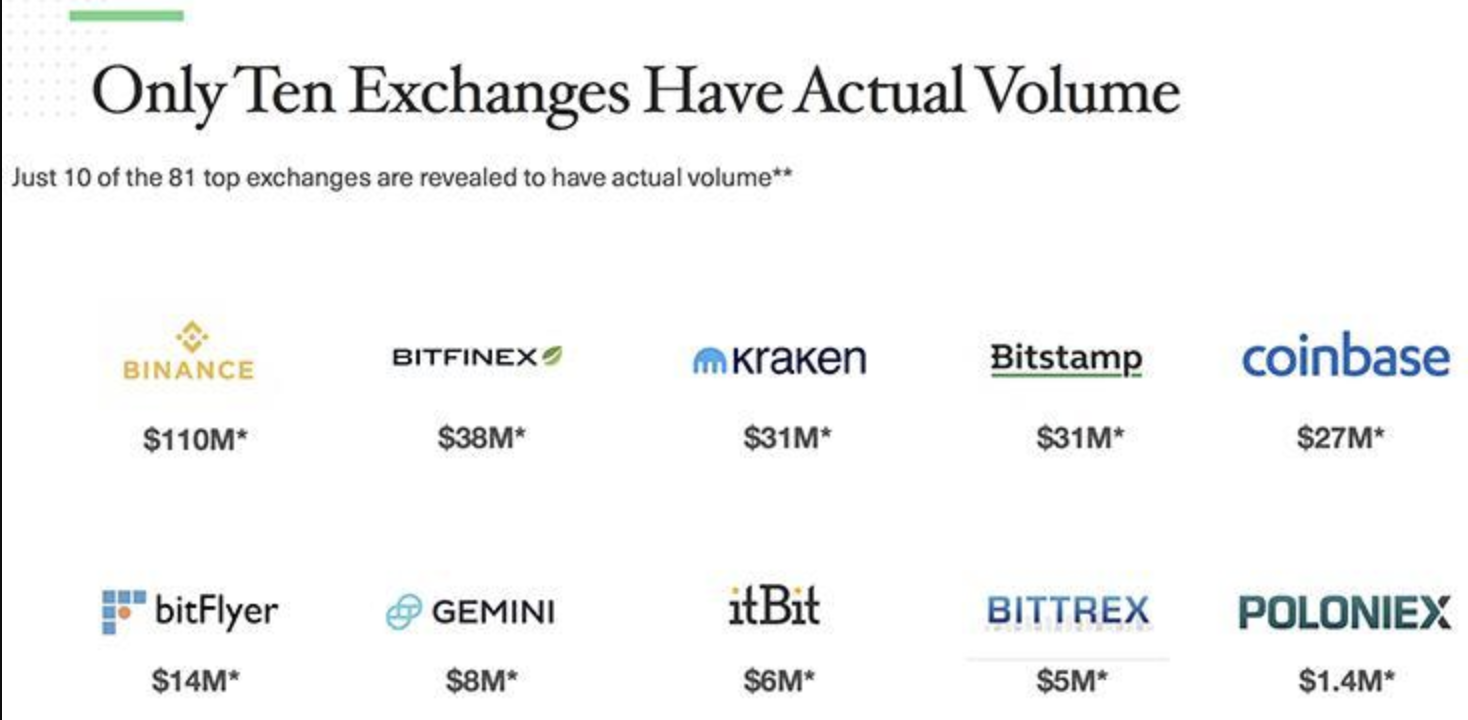 Only Ten Exchanges Have Actual Volume
Just 10 of the 81 top exchanges are revealed to have actual volume**
BINANCE BITFINEX kraken Bitstamp coinbase
$110M* $38M* $31M* $31M* $27M*
bitFlyer GEMINI itBit BITTREX POLONIEX
$14M* $8M* $6M* $5M* $1.4M*